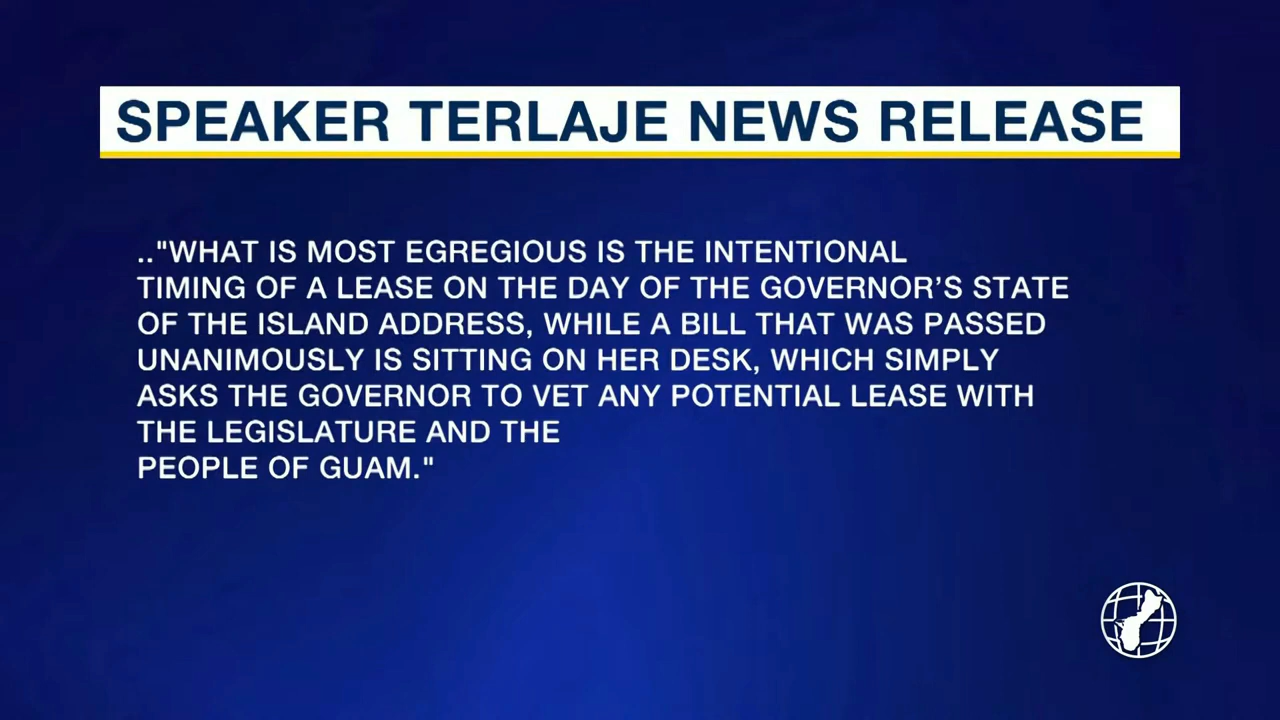 SPEAKER TERLAJE NEWS RELEASE
.."WHAT IS MOST EGREGIOUS IS THE INTENTIONAL
TIMING OF A LEASE ON THE DAY OF THE GOVERNOR’S STATE
OF THE ISLAND ADDRESS, WHILE A BILL THAT WAS PASSED
UNANIMOUSLY IS SITTING ON HER DESK, WHICH SIMPLY
ASKS THE GOVERNOR TO VET ANY POTENTIAL LEASE WITH
THE LEGISLATURE AND THE
PEOPLE OF GUAM."